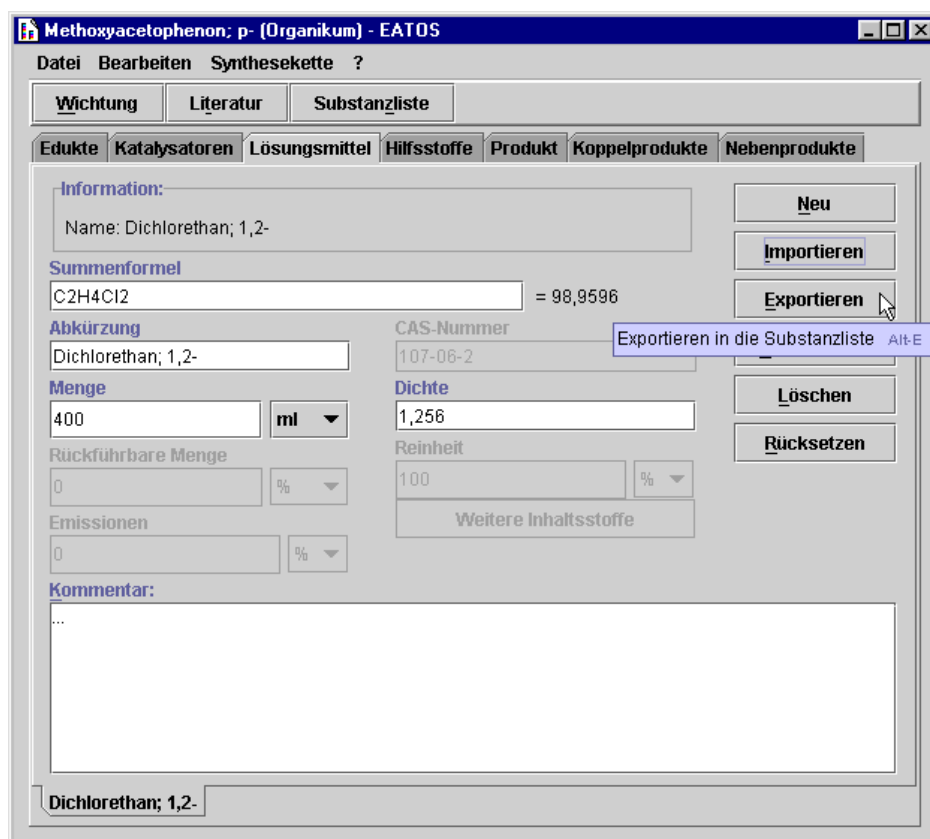 Methoxyacetophenon; p- (Organikum) - EATOS
Datei Bearbeiten Synthesekette ?
Wichtung Literatur Substanzliste
Edukte Katalysatoren Lösungsmittel Hilfsstoffe Produkt Koppelprodukte Nebenprodukte
Information:
Name: Dichlorethan; 1,2-
Neu
Importieren
Summenformel
C2H4Cl2 = 98,9596
Exportieren
Abkürzung CAS-Nummer
Exportieren in die Substanzliste Alt-E
Dichlorethan; 1,2- 107-06-2
Menge Dichte
Löschen
400 ml 1,256
Rückführbare Menge Reinheit
Rücksetzen
0 % 100 %
Emissionen Weitere Inhaltsstoffe
0 %
Kommentar:
...
Dichlorethan; 1,2-